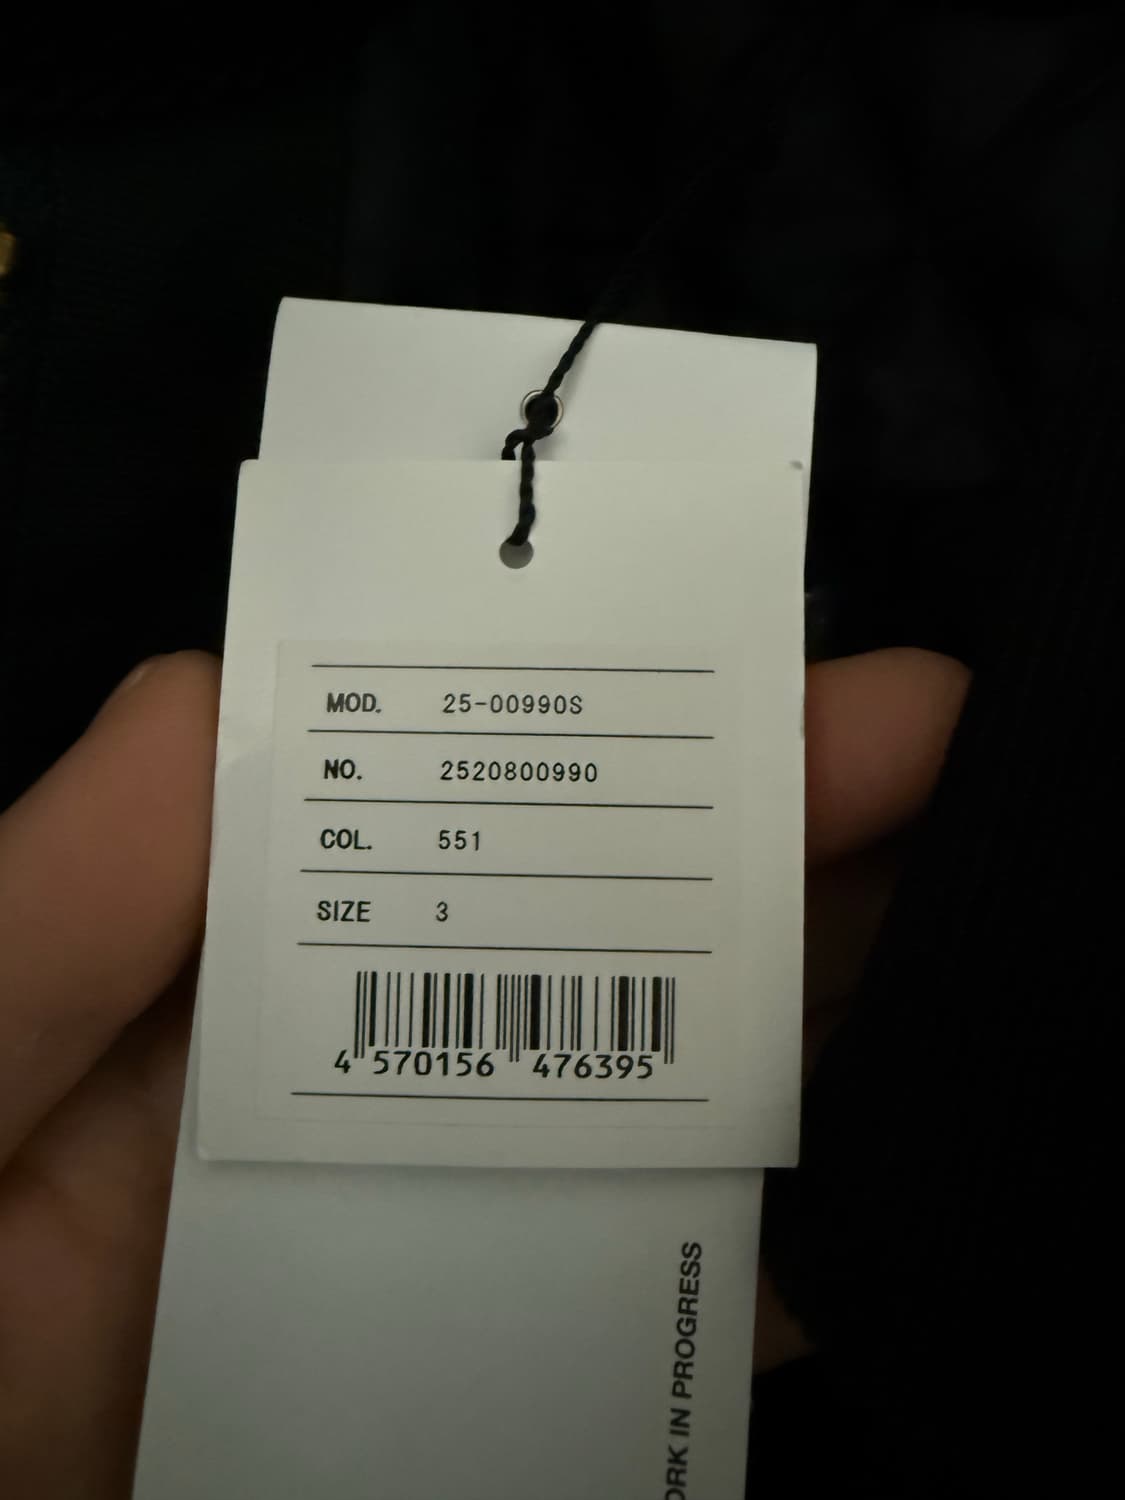 MOD. 25-00990S
NO. 2520800990
COL. 551
SIZE 3
4 570156 476395
ORK IN PROGRESS